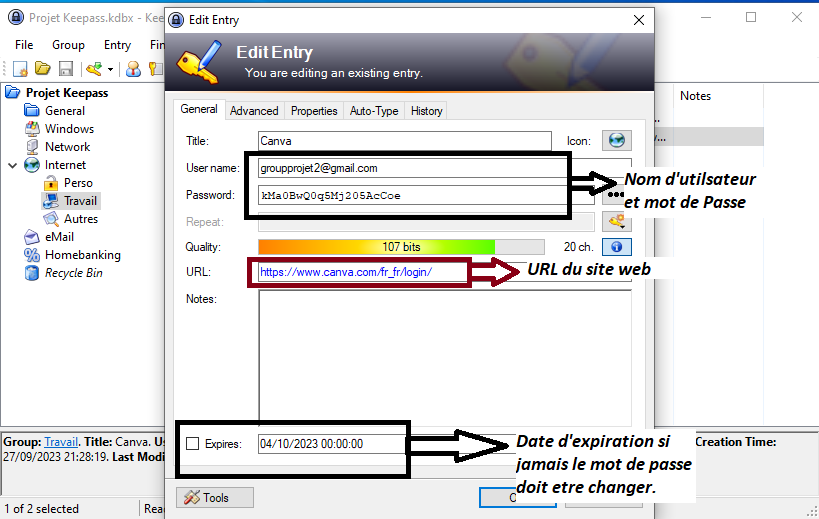 Projet Keepass.kdbx - Kee
Edit Entry
File Group Entry Fin
Edit Entry
You are editing an existing entry.
Projet Keepass
General
Windows
Network
Internet
Perso
Travail
Autres
eMail
Homebanking
Recycle Bin
General Advanced Properties Auto-Type History
Title: Canva Icon:
User name: groupprojet2@gmail.com
Password: kMa0BwQ0q5Mj205AcCoe
Repeat:
Quality: 107 bits 20 ch.
URL: https://www.canva.com/fr_fr/login/
Notes:
Expires: 04/10/2023 00:00:00
Tools
Notes
Nom d'utilsateur
et mot de Passe
URL du site web
Date d'expiration si
jamais le mot de passe
doit etre changer.
Group: Travail. Title: Canva. Us
Creation Time:
27/09/2023 21:28:19. Last Modi
1 of 2 selected Read